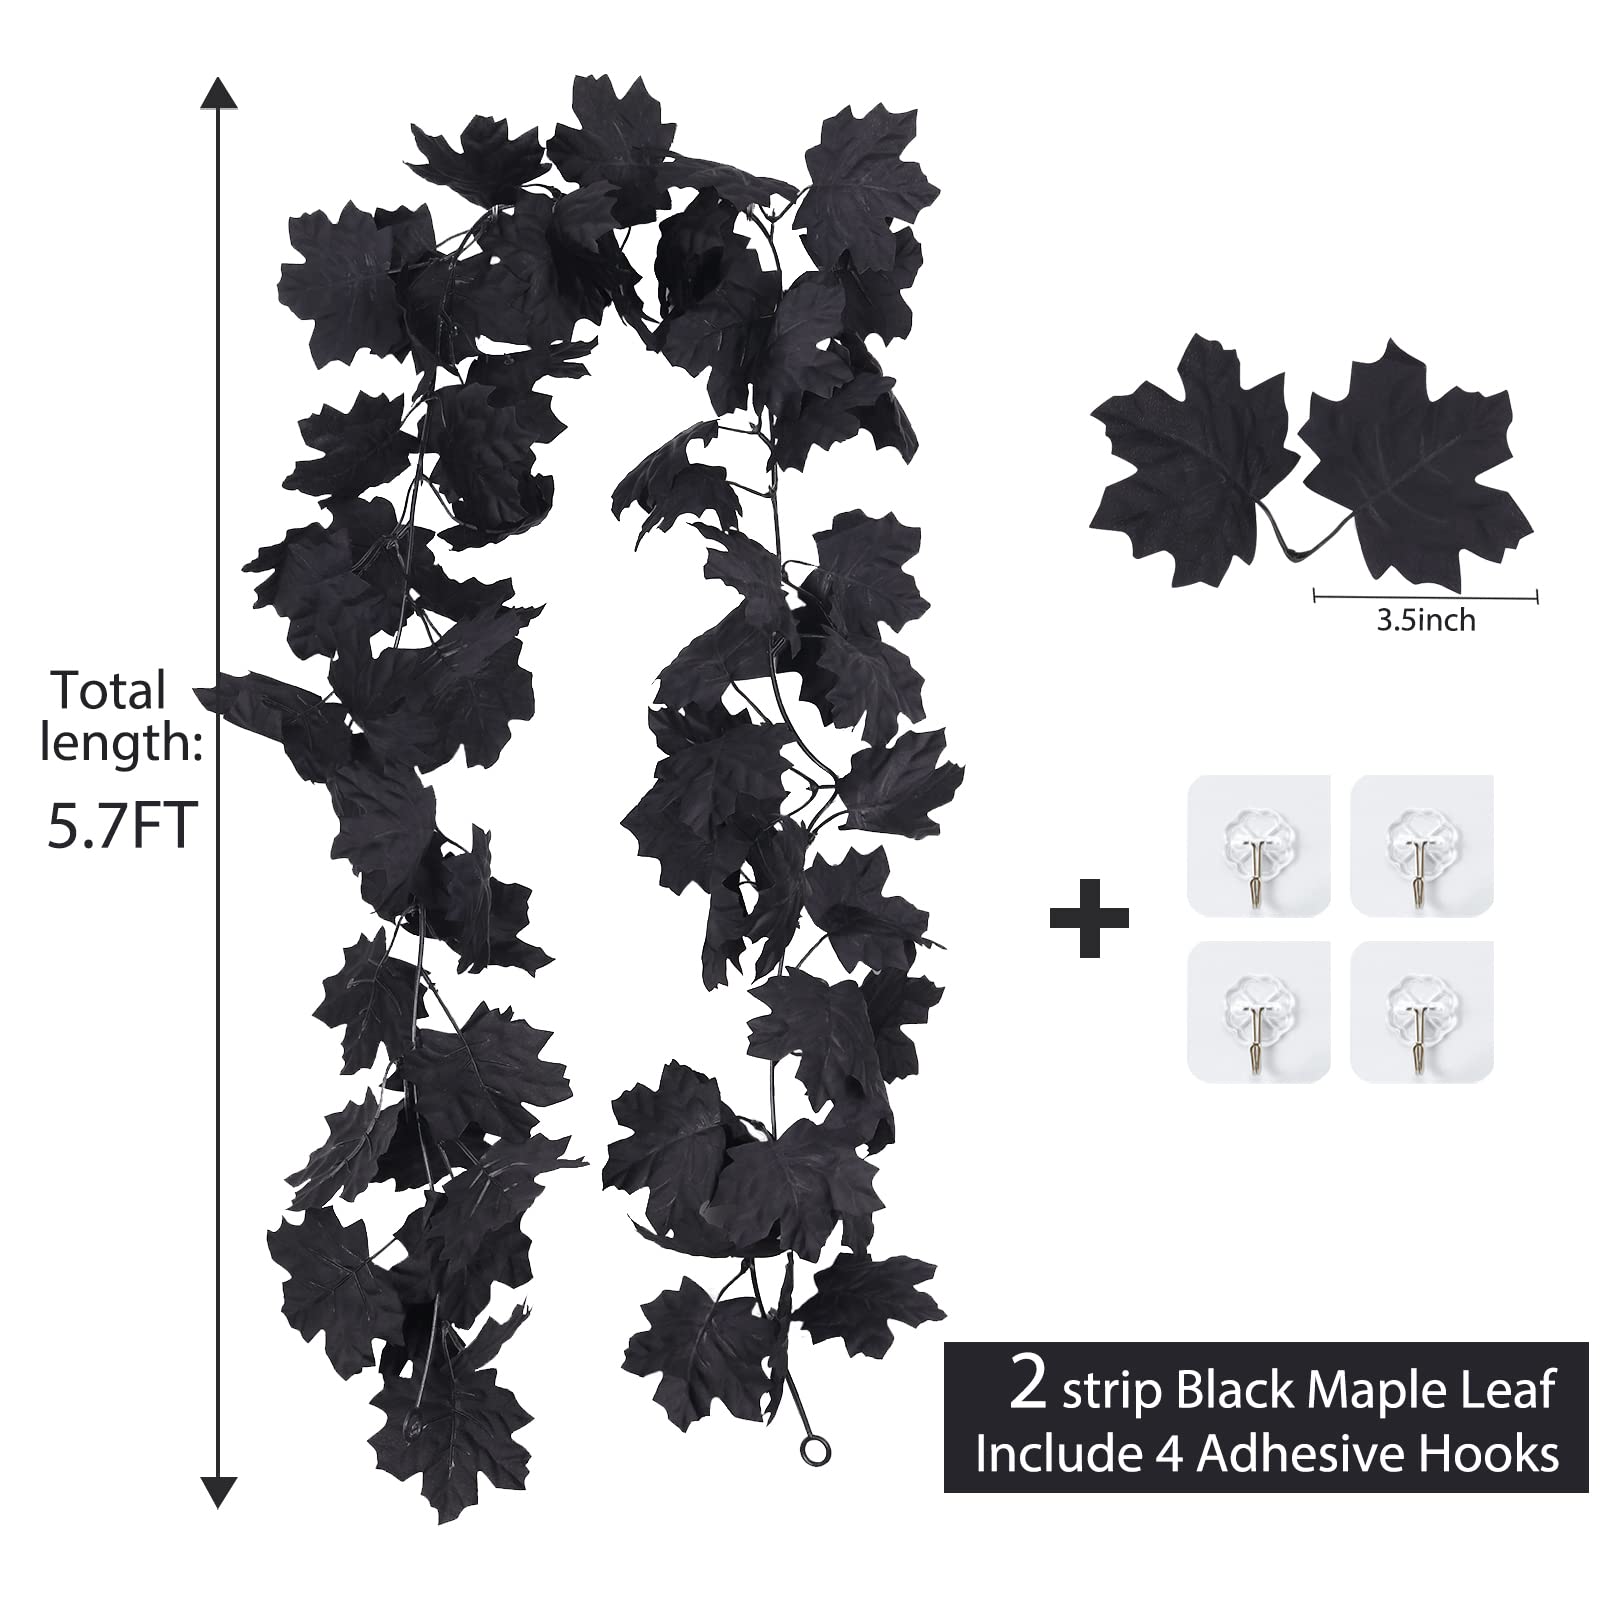 Total
length:
5.7FT
3.5inch
2 strip Black Maple Leaf
Include 4 Adhesive Hooks